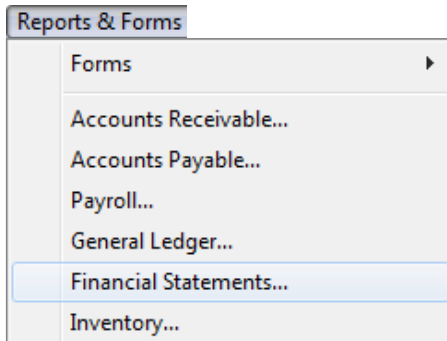 Reports & Forms
Forms
Accounts Receivable...
Accounts Payable...
Payroll...
General Ledger...
Financial Statements...
Inventory...